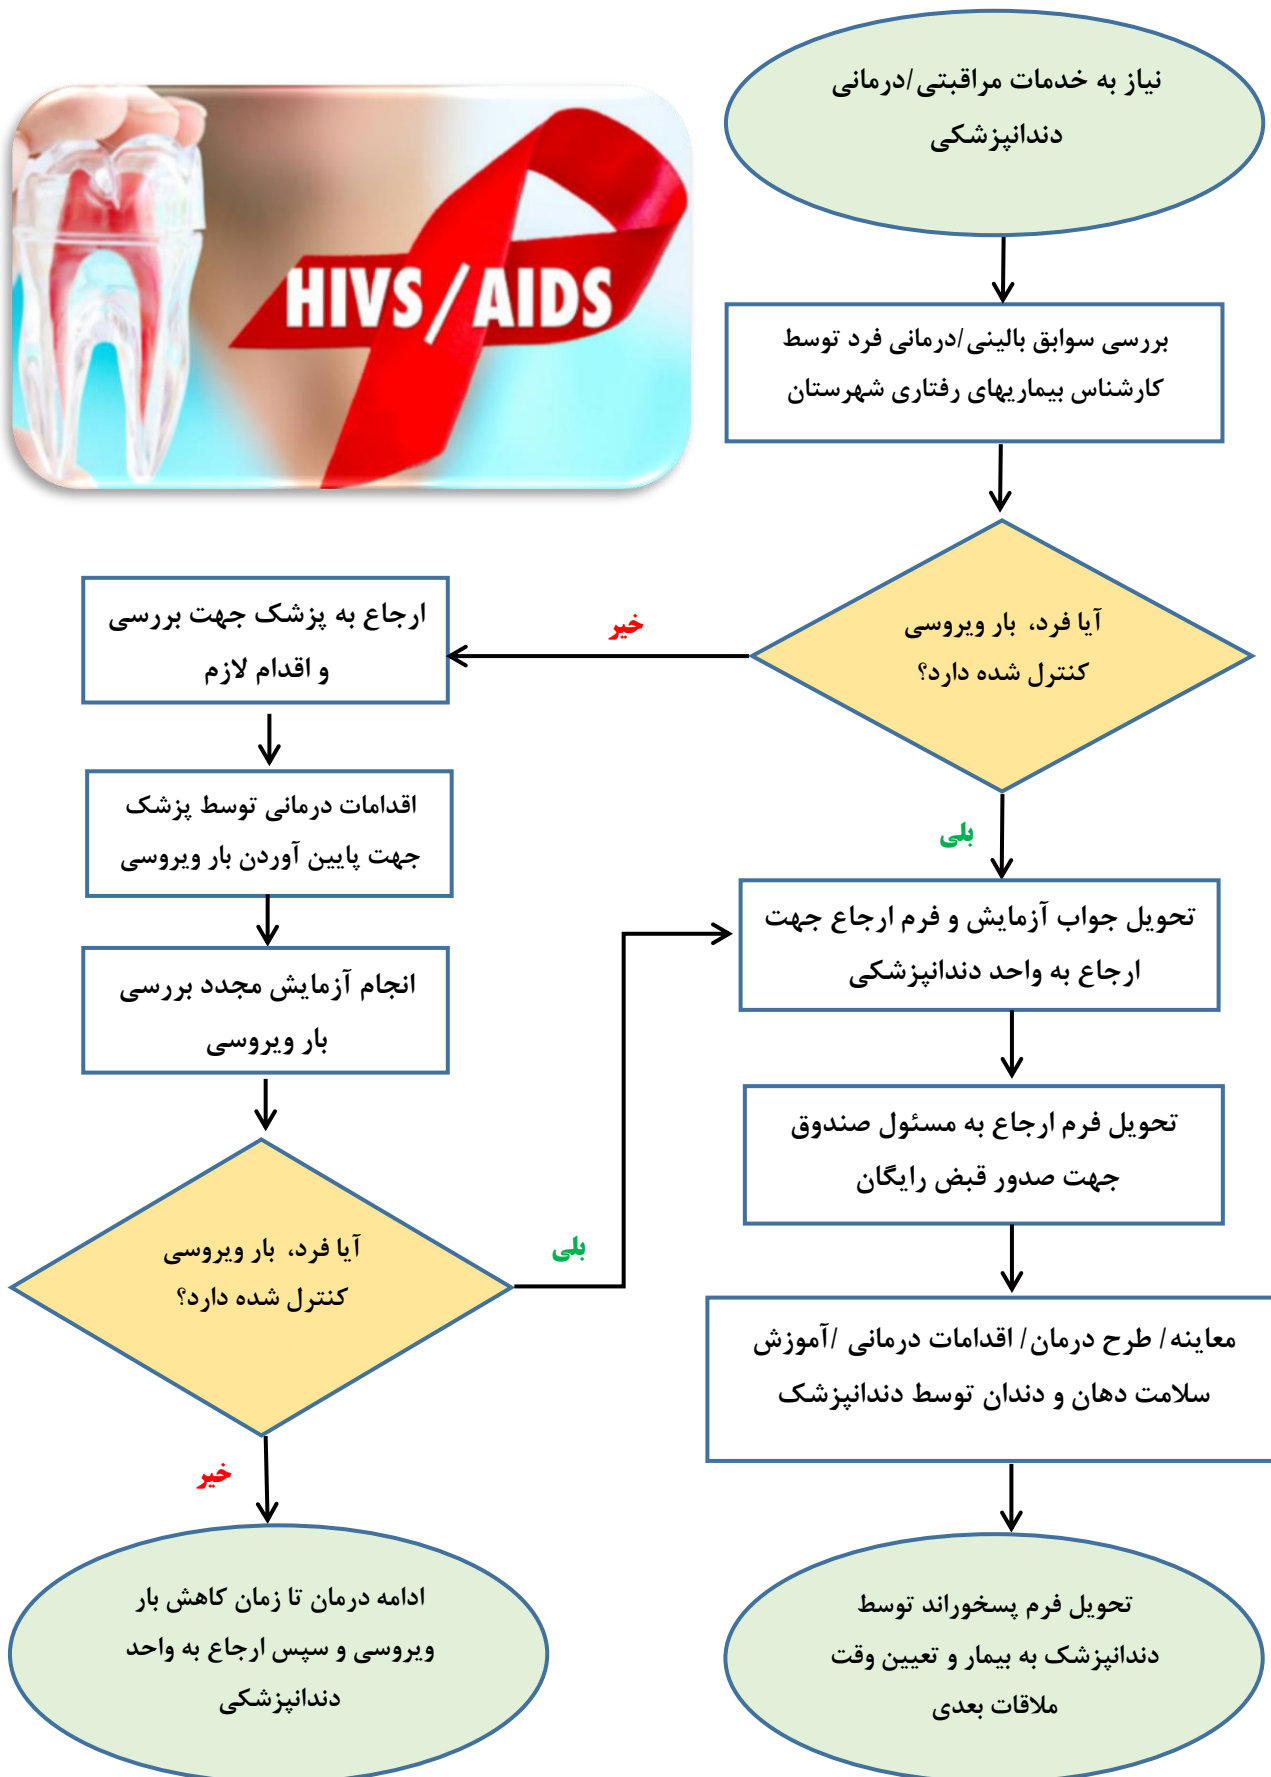 نیاز به خدمات مراقبتی/درمانی
دندانپزشکی
HIVS/AIDS
بررسی سوابق بالینی/درمانی فرد توسط
کارشناس بیماریهای رفتاری شهرستان
آیا فرد، بار ویروسی
کنترل شده دارد؟
خیر
ارجاع به پزشک جهت بررسی
و اقدام لازم
اقدامات درمانی توسط پزشک
جهت پایین آوردن بار ویروسی
انجام آزمایش مجدد بررسی
بار ویروسی
آیا فرد، بار ویروسی
کنترل شده دارد؟
بلی
خیر
ادامه درمان تا زمان کاهش بار
ویروسی و سپس ارجاع به واحد
دندانپزشکی
بلی
تحویل جواب آزمایش و فرم ارجاع جهت
ارجاع به واحد دندانپزشکی
تحویل فرم ارجاع به مسئول صندوق
جهت صدور قبض رایگان
معاینه/ طرح درمان/ اقدامات درمانی /آموزش
سلامت دهان و دندان توسط دندانپزشک
تحویل فرم پسخوراند توسط
دندانپزشک به بیمار و تعیین وقت
ملاقات بعدی